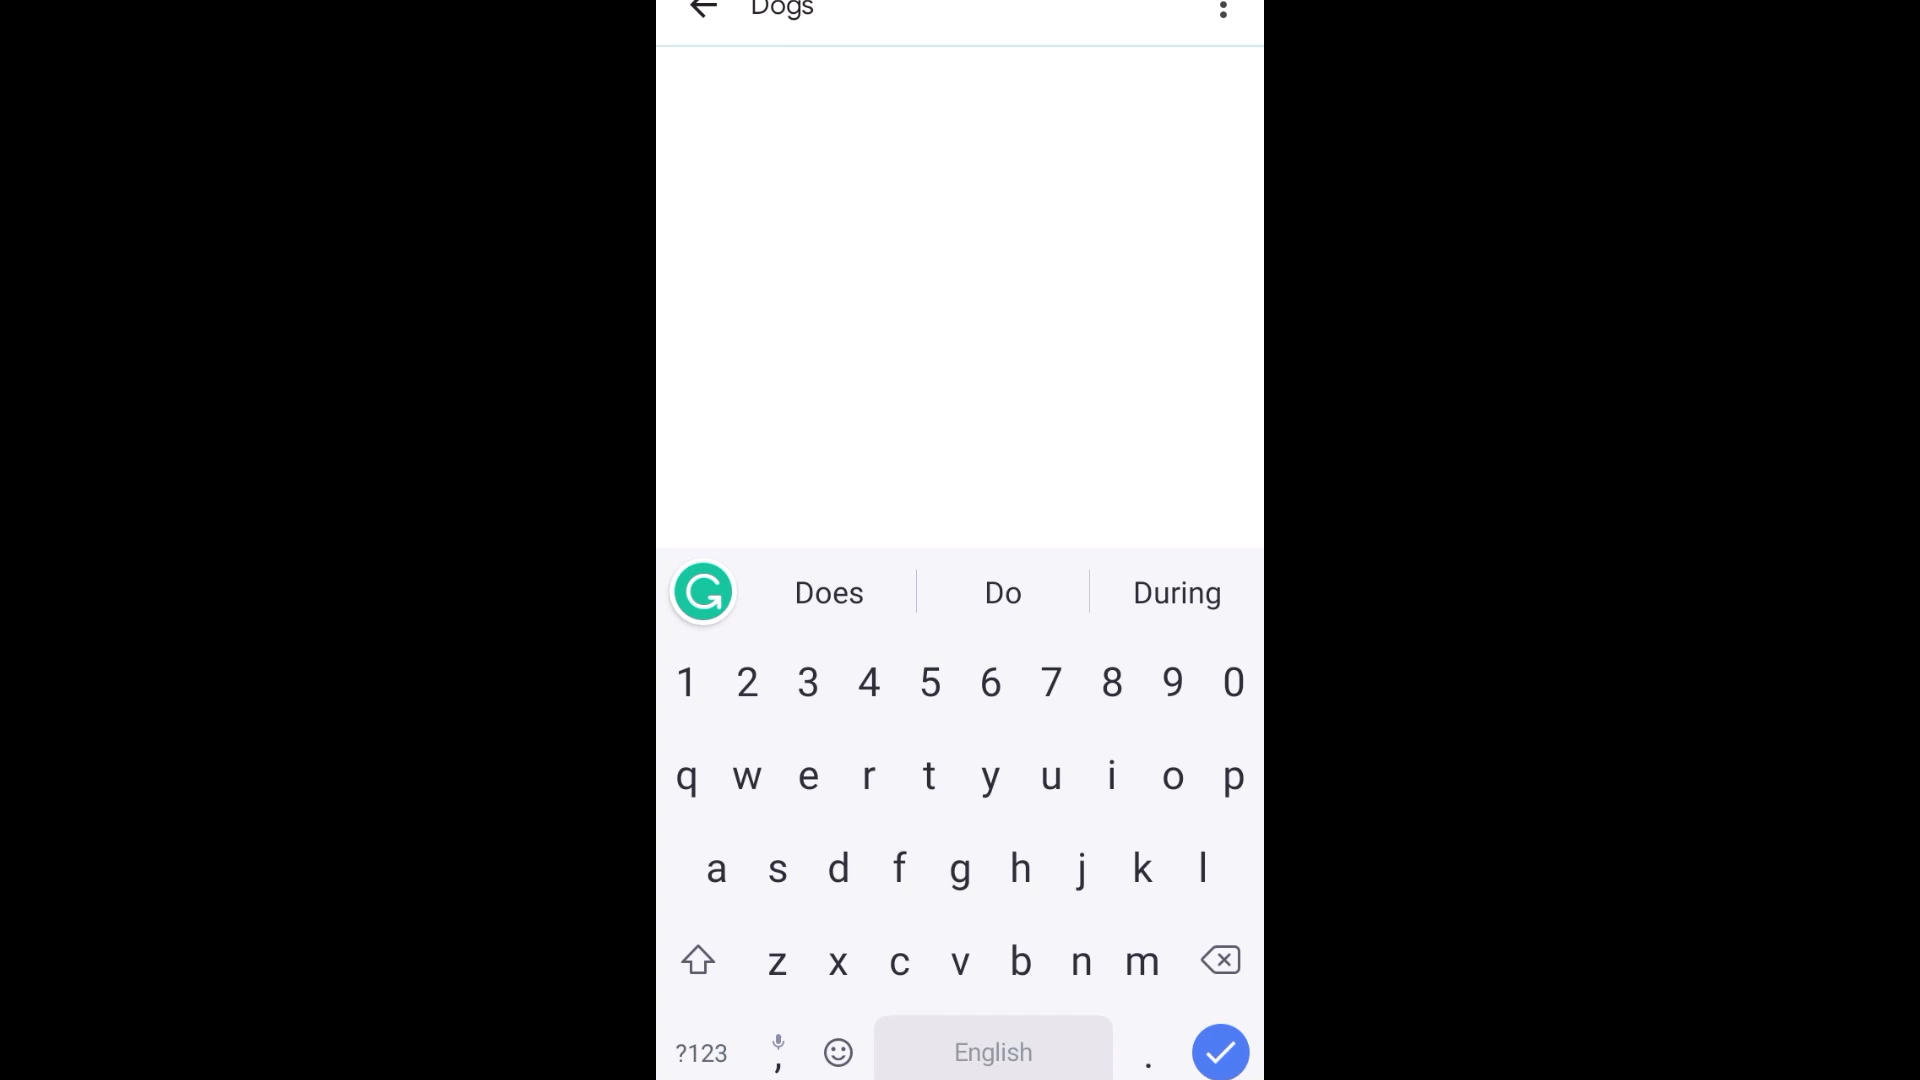 Dogs
Does Do During
1 2 3 4 5 6 7 8 9 0
q w e r t y u i o p
a s d f g h j k l
z x c v b n m
?123 , English .